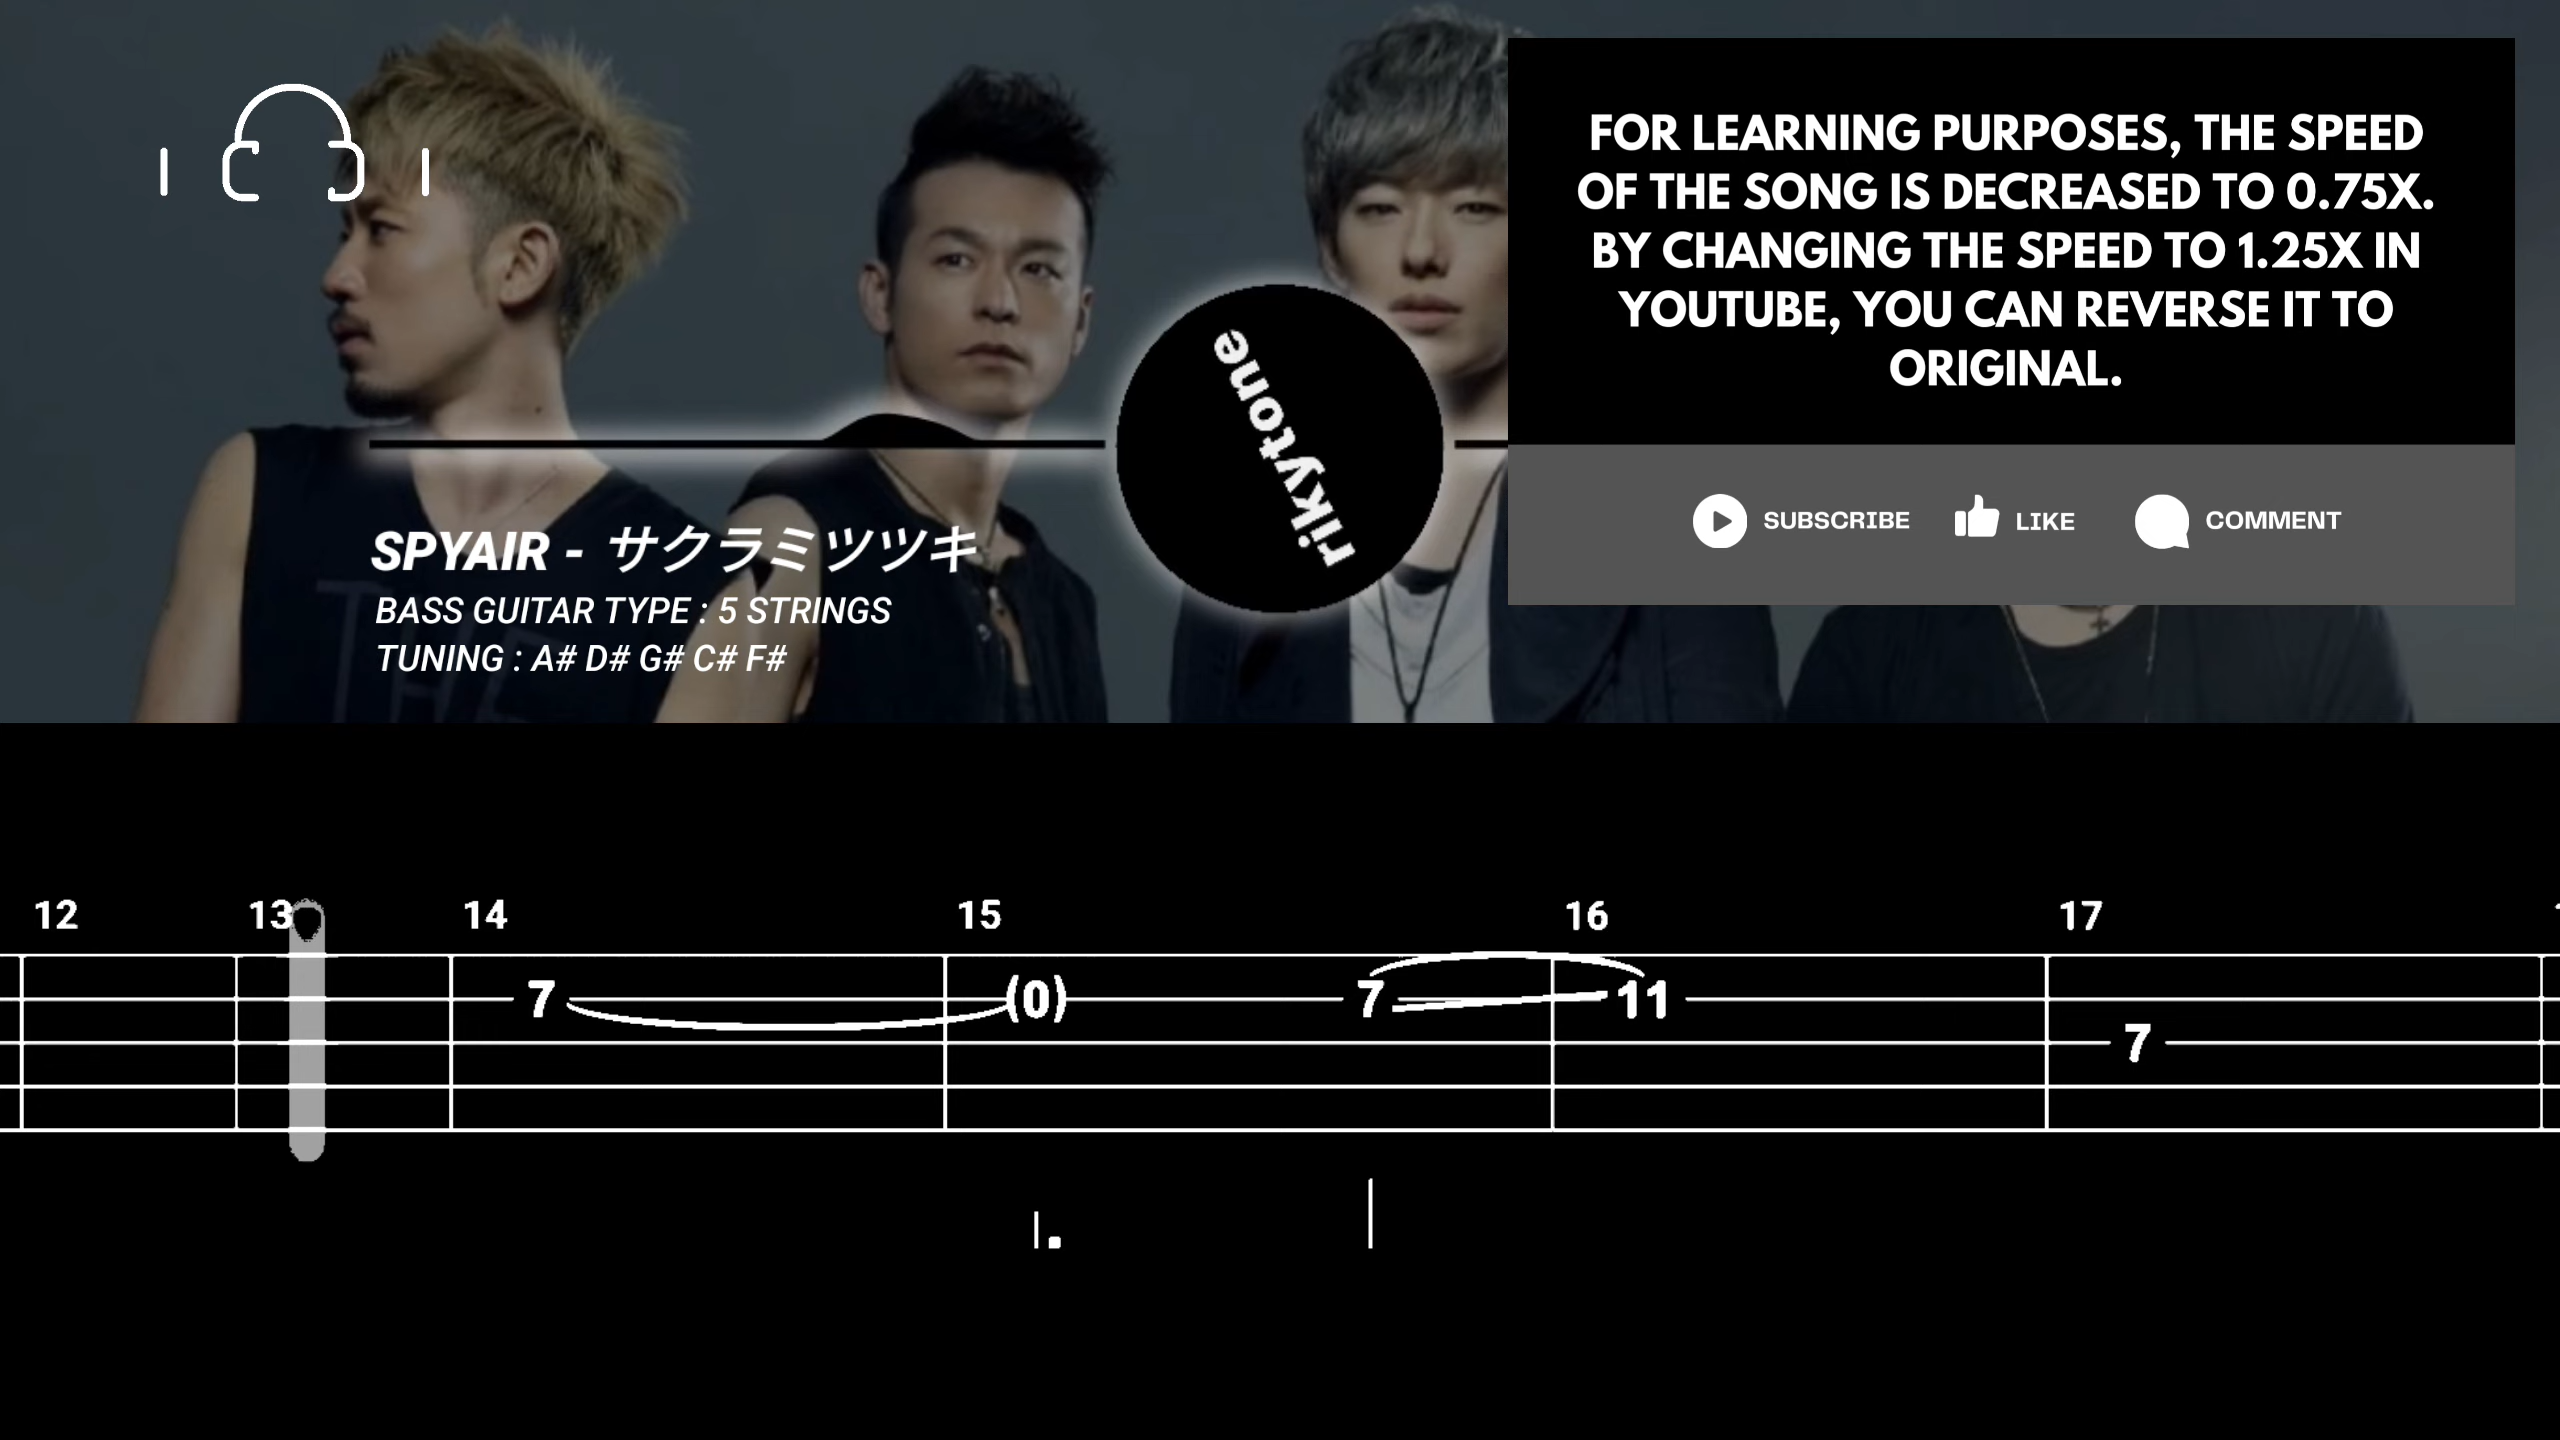 FOR LEARNING PURPOSES, THE SPEED
OF THE SONG IS DECREASED TO 0.75X.
BY CHANGING THE SPEED TO 1.25X IN
YOUTUBE, YOU CAN REVERSE IT TO
ORIGINAL.
rikytone
SUBSCRIBE LIKE COMMENT
SPYAIR - サクラミツツキ
BASS GUITAR TYPE : 5 STRINGS
TUNING : A# D# G# C# F#
12 13 14 15 16 17
7 (0) 7 11
7